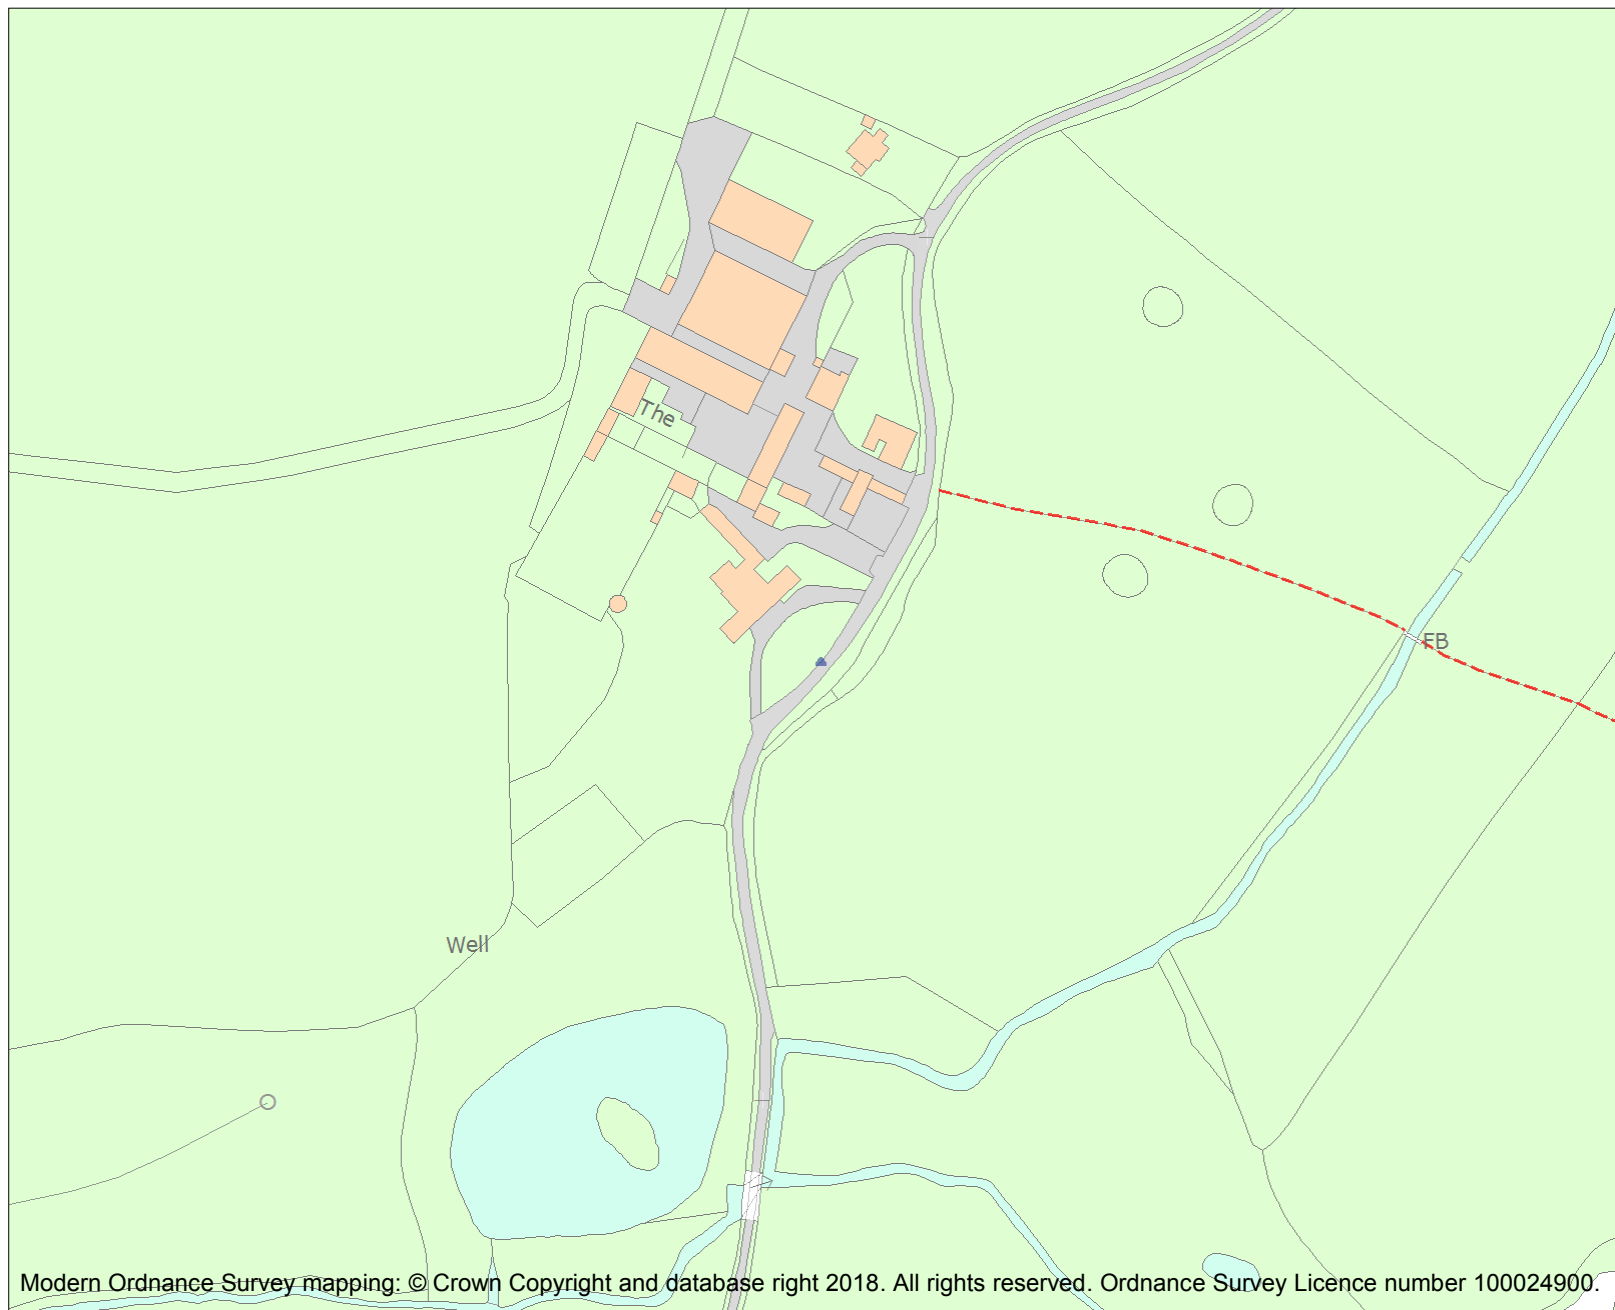 The
FB
Well
Modern Ordnance Survey mapping: © Crown Copyright and database right 2018. All rights reserved. Ordnance Survey Licence number 100024900.